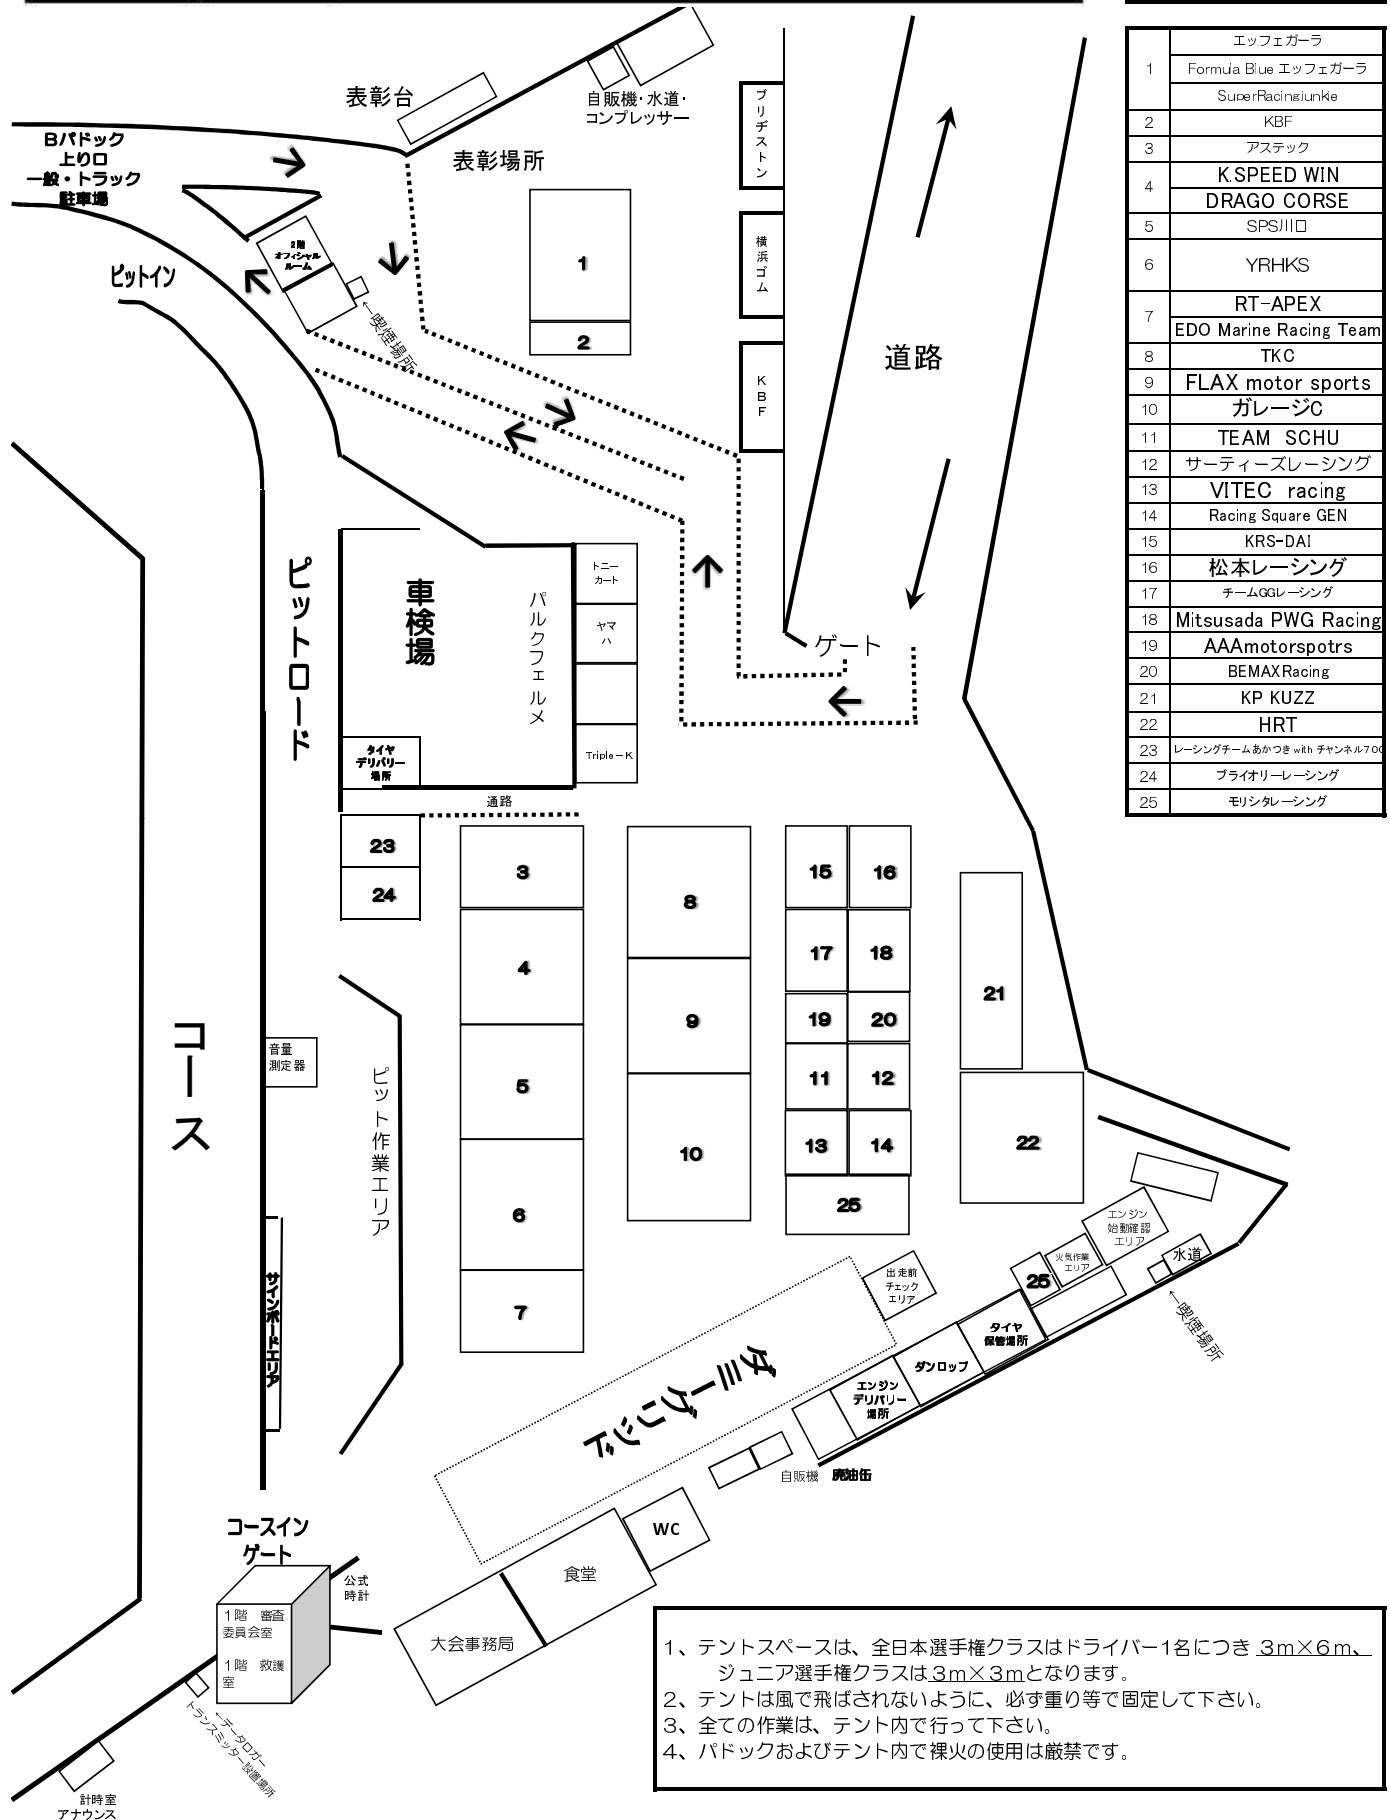 表彰台
自販機・水道・
コンプレッサー
表彰場所
Bパドック
上り口
一般・トラック
駐車場
2階
オフィシャル
ルーム
←喫煙場所
ピットイン
1
2
ブリヂストン
横浜ゴム
KBF
道路
ゲート
ピットロード
車検場
パルクフェルメ
トニー
カート
ヤマ
ハ
Triple-K
タイヤ
デリバリー
場所
通路
23
24
3
4
5
6
7
8
9
10
15
16
17
18
19
20
11
12
13
14
25
21
22
コース
音量
測定器
ピット作業エリア
サインボードエリア
エンジン
始動確認
エリア
火気作業
エリア
水道
25
←喫煙場所
出走前
チェック
エリア
タイヤ
保管場所
ダンロップ
エンジン
デリバリー
場所
ダミーグリッド
自販機
廃油缶
WC
食堂
大会事務局
コースイン
ゲート
公式
時計
1階 審査
委員会室
1階 救護
室
←データロガー
トランスミッター設置場所
計時室
アナウンス
1 エッフェガーラ
Formula Blue エッフェガーラ
SuperRacingjunkie
2 KBF
3 アステック
4 K.SPEED WIN
DRAGO CORSE
5 SPS川口
6 YRHKS
7 RT-APEX
EDO Marine Racing Team
8 TKC
9 FLAX motor sports
10 ガレージC
11 TEAM SCHU
12 サーティーズレーシング
13 VITEC racing
14 Racing Square GEN
15 KRS-DAI
16 松本レーシング
17 チームGGレーシング
18 Mitsusada PWG Racing
19 AAAmotorspotrs
20 BEMAXRacing
21 KP KUZZ
22 HRT
23 レーシングチームあかつき with チャンネル700
24 ブライオリーレーシング
25 モリシタレーシング
1、テントスペースは、全日本選手権クラスはドライバー1名につき 3m×6m、
ジュニア選手権クラスは3m×3mとなります。
2、テントは風で飛ばされないように、必ず重り等で固定して下さい。
3、全ての作業は、テント内で行って下さい。
4、パドックおよびテント内で裸火の使用は厳禁です。